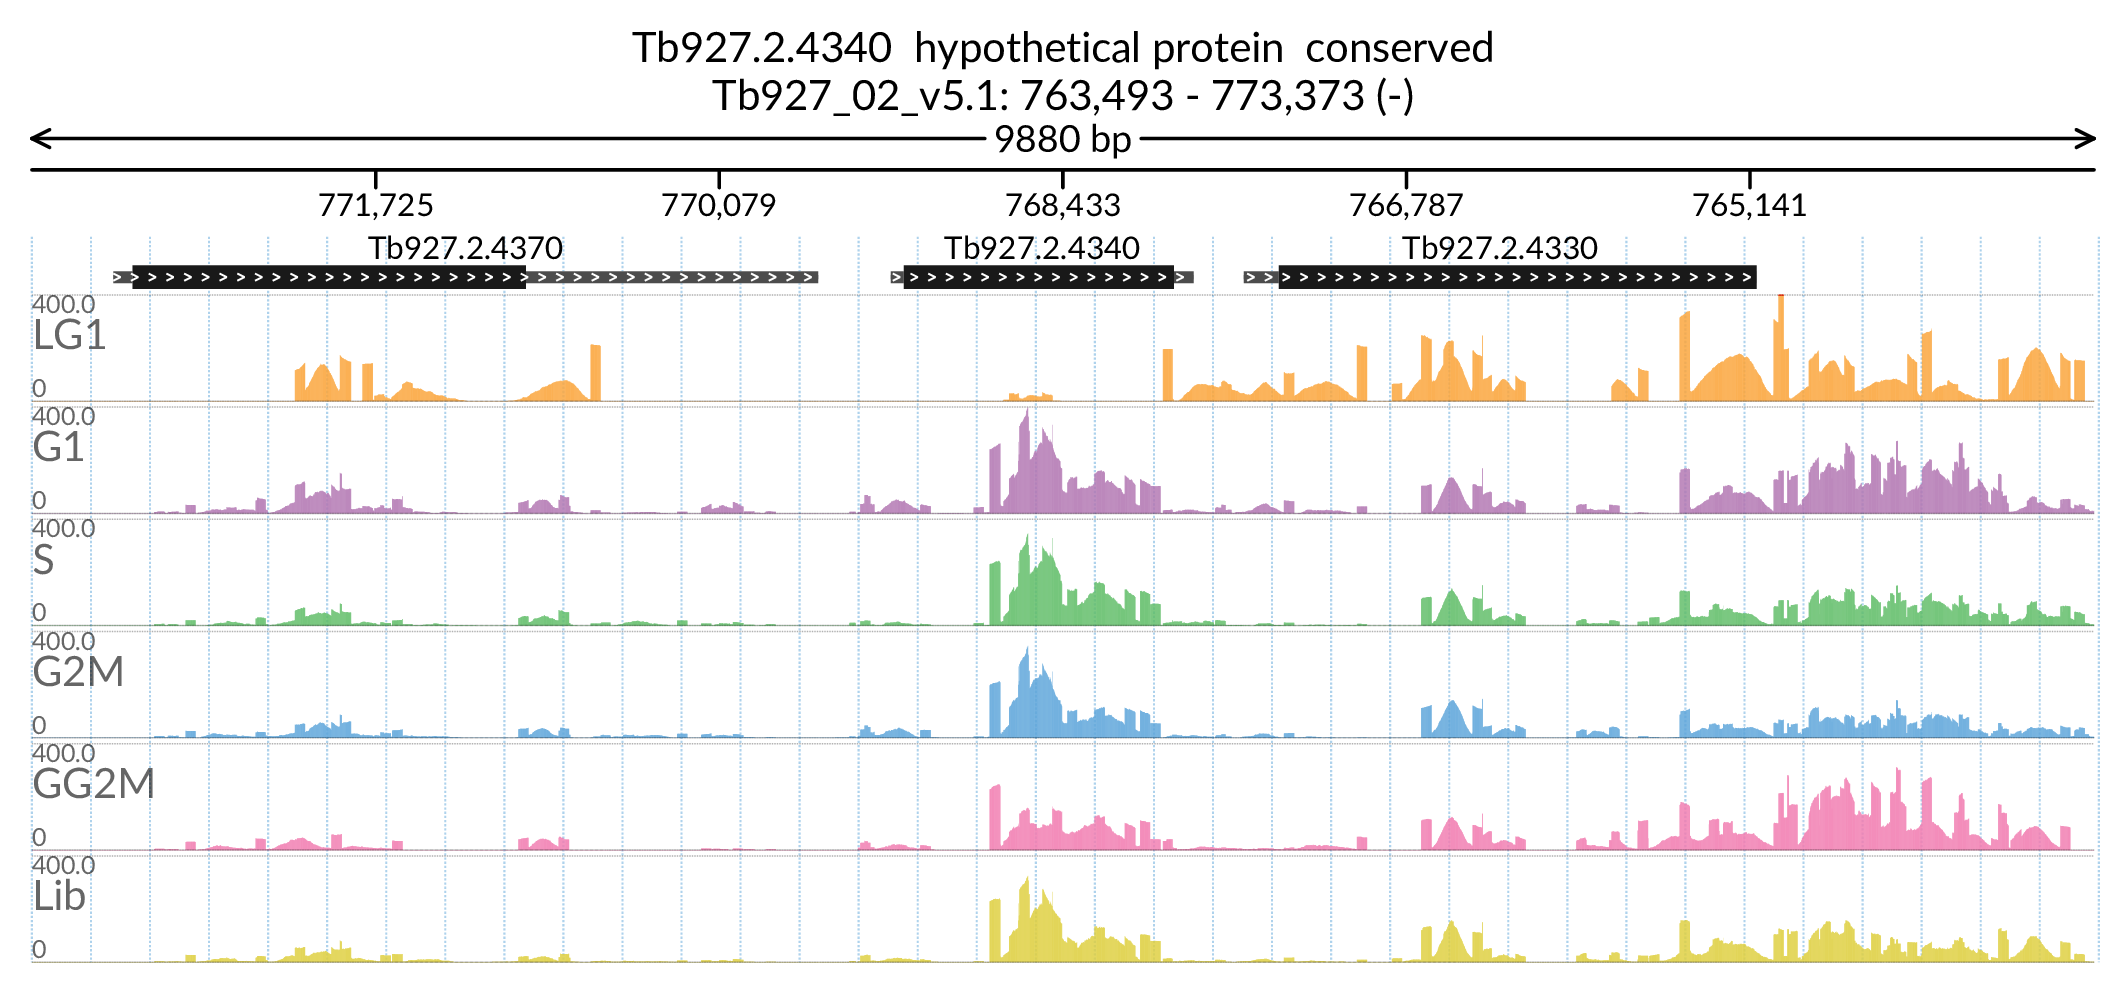 Tb927.2.4340 hypothetical protein conserved
Tb927_02_v5.1: 763,493 - 773,373 (-)
9880 bp
771,725 770,079 768,433 766,787 765,141
Tb927.2.4370 Tb927.2.4340 Tb927.2.4330
400.0
LG1
0
400.0
G1
0
400.0
S
0
400.0
G2M
0
400.0
GG2M
0
400.0
Lib
0